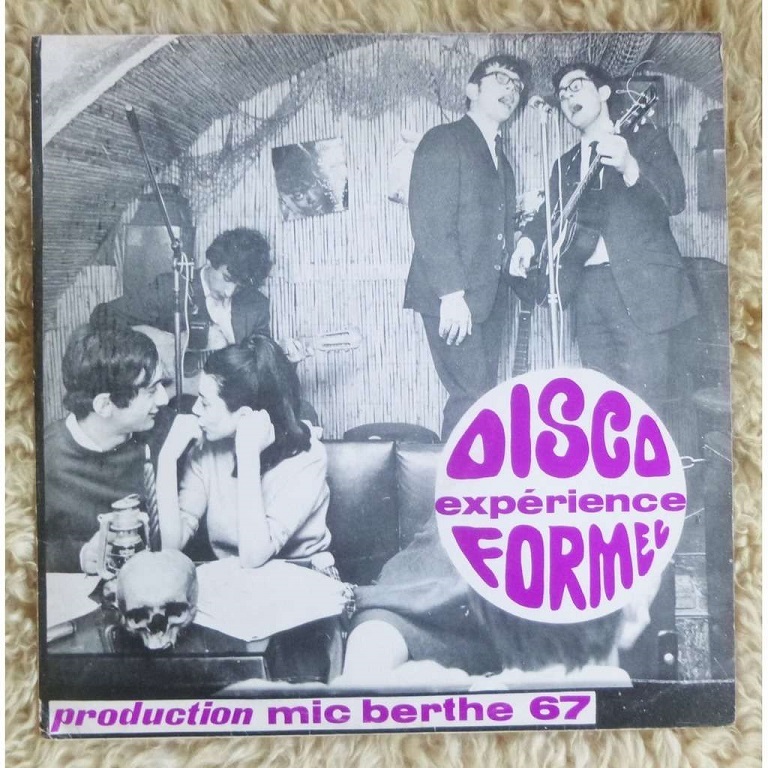 DISCO
expérience
FORMEL
production mic berthe 67